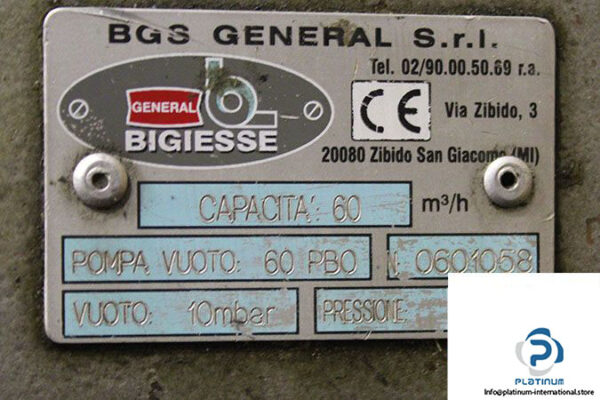 BGS GENERAL S.r.l.
Tel. 02/90.00.50.69 r.a.
GENERAL
BIGIESSE
CE
Via Zibido, 3
20080 Zibido San Giacomo (MI)
CAPACITA': 60 m³/h
POMPA VUOTO: 60 PBO N. 0601058
VUOTO: 10mbar PRESSIONE:
PLATINUM
Info@platinum-international.store